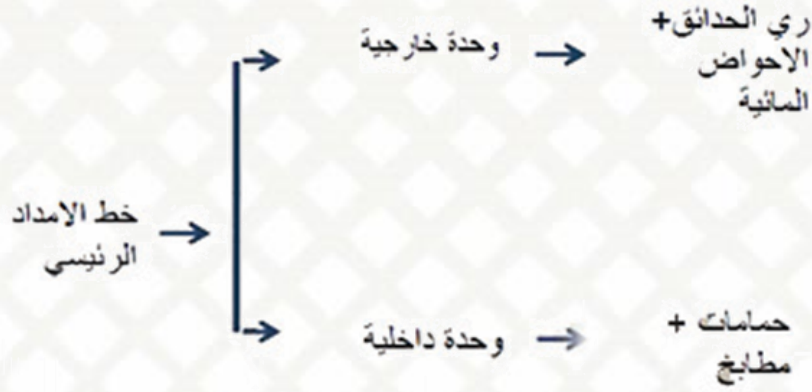 ري الحدائق+
الاحواض
المائية
وحدة خارجية
خط الامداد
الرئيسي
وحدة داخلية
حمامات +
مطابخ